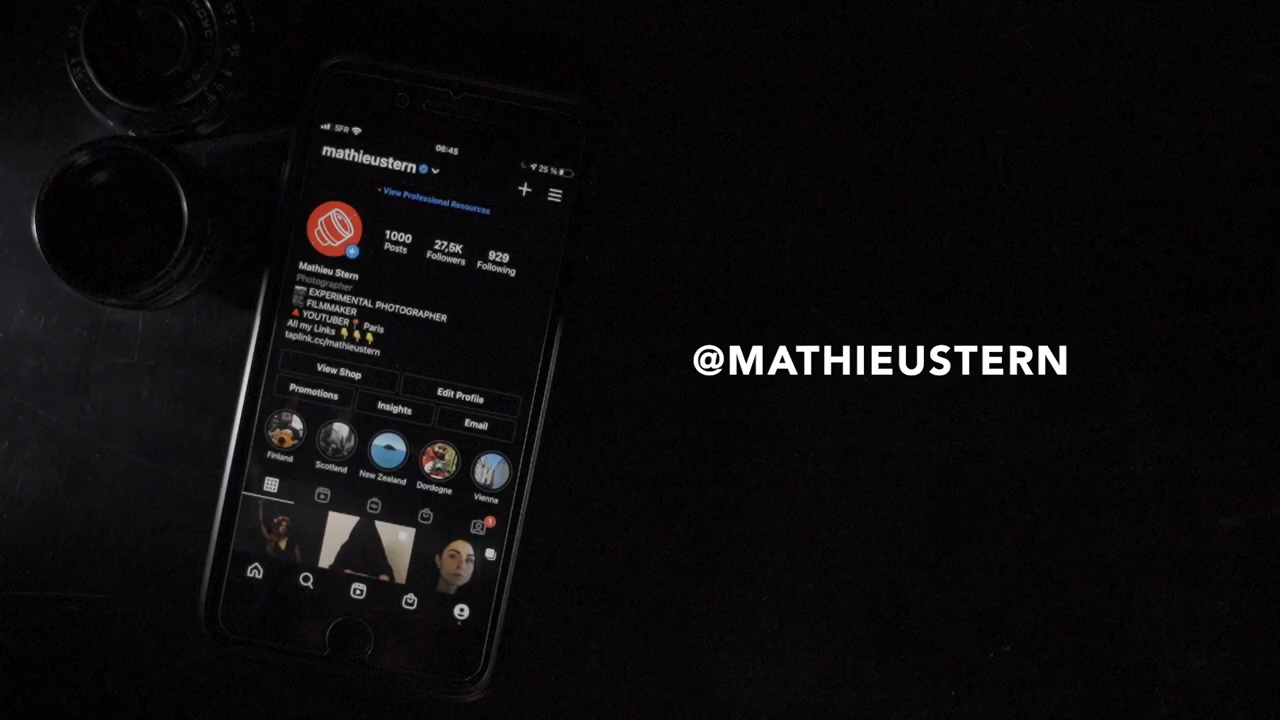 SFR
06:45
25 %
mathieustern
View Professional Resources
1000
Posts
27,5K
Followers
929
Following
Mathieu Stern
Photographer
EXPERIMENTAL PHOTOGRAPHER
FILMMAKER
YOUTUBER 📍 Paris
All my Links 👇👇👇
taplink.cc/mathieustern
View Shop
Edit Profile
Promotions
Insights
Email
Finland
Scotland
New Zealand
Dordogne
Vienna
1
@MATHIEUSTERN